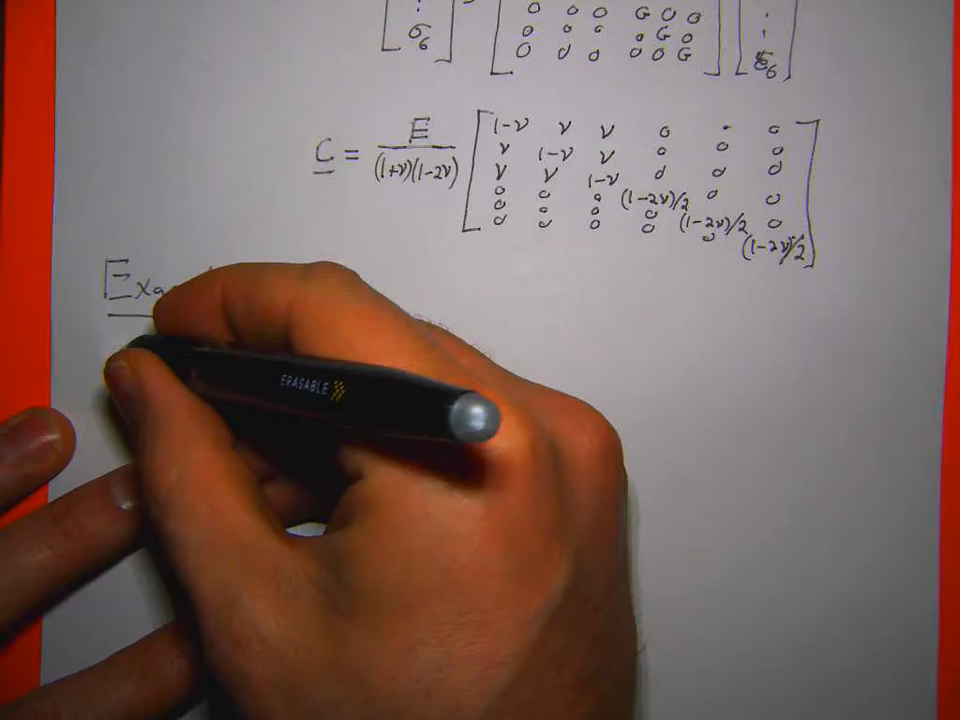 0 0 0 G 0 0
0 0 0 0 G 0
σ6 0 0 0 0 0 G ε6
1-ν ν ν 0 0 0
ν 1-ν ν 0 0 0
C = E / (1+ν)(1-2ν) ν ν 1-ν 0 0 0
0 0 0 (1-2ν)/2 0 0
0 0 0 0 (1-2ν)/2 0
0 0 0 0 0 (1-2ν)/2
Exa
ERASABLE